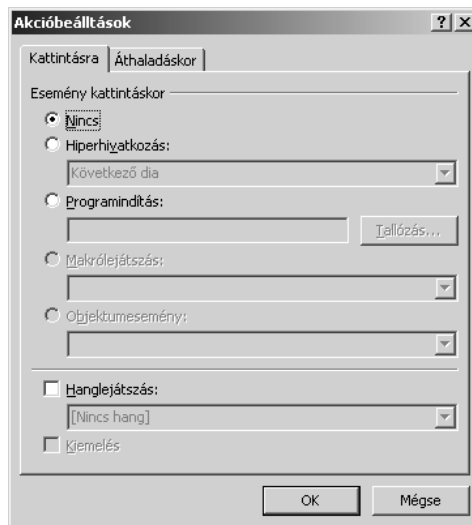 Akcióbeállítások
Kattintásra Áthaladáskor
Esemény kattintáskor
Nincs
Hiperhivatkozás:
Következő dia
Programindítás:
Tallózás...
Makrólejátszás:
Objektumesemény:
Hanglejátszás:
[Nincs hang]
Kiemelés
OK Mégse